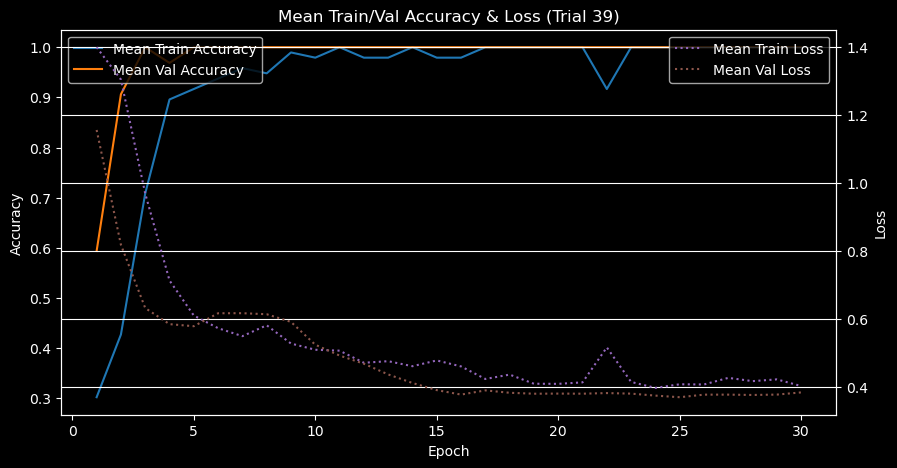 Mean Train/Val Accuracy & Loss (Trial 39)
Mean Train Accuracy
Mean Val Accuracy
Mean Train Loss
Mean Val Loss
1.0
0.9
0.8
0.7
0.6
0.5
0.4
0.3
Accuracy
1.4
1.2
1.0
0.8
0.6
0.4
Loss
0 5 10 15 20 25 30
Epoch